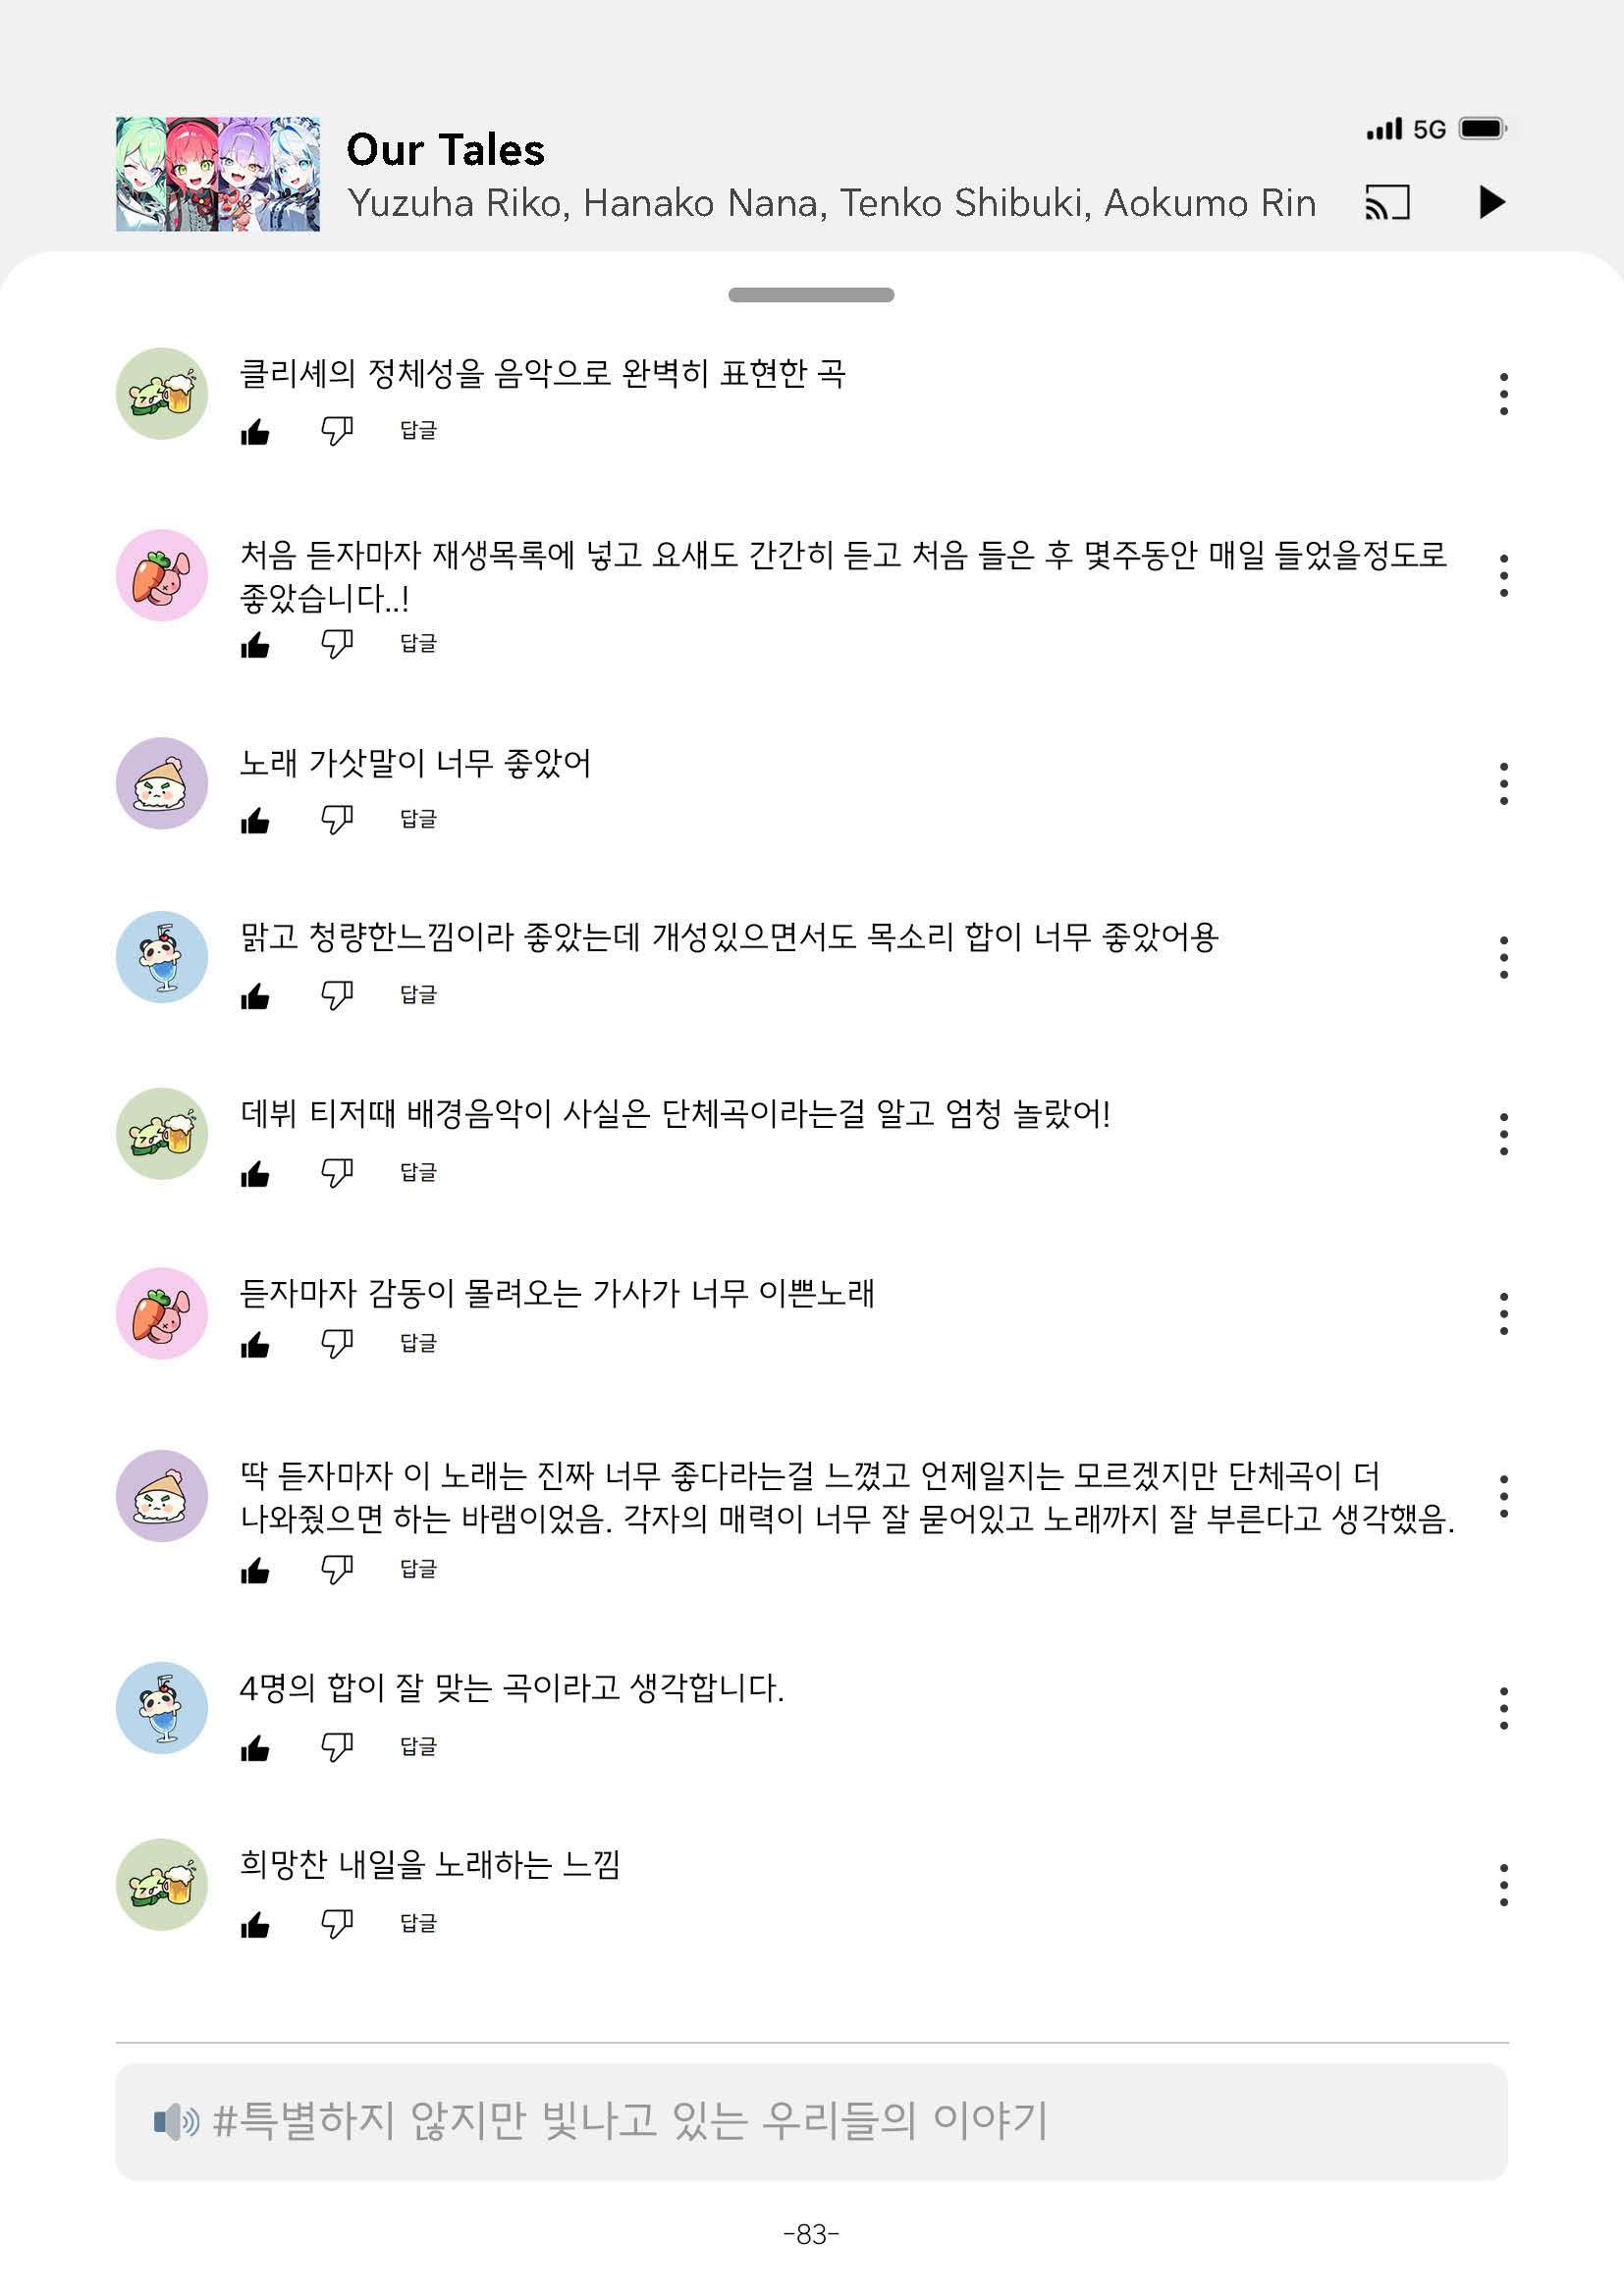 5G
Our Tales
Yuzuha Riko, Hanako Nana, Tenko Shibuki, Aokumo Rin
클리셰의 정체성을 음악으로 완벽히 표현한 곡
답글
처음 듣자마자 재생목록에 넣고 요새도 간간히 듣고 처음 들은 후 몇주동안 매일 들었을정도로
좋았습니다..!
답글
노래 가삿말이 너무 좋았어
답글
맑고 청량한느낌이라 좋았는데 개성있으면서도 목소리 합이 너무 좋았어용
답글
데뷔 티저때 배경음악이 사실은 단체곡이라는걸 알고 엄청 놀랐어!
답글
듣자마자 감동이 몰려오는 가사가 너무 이쁜노래
답글
딱 듣자마자 이 노래는 진짜 너무 좋다라는걸 느꼈고 언제일지는 모르겠지만 단체곡이 더
나와줬으면 하는 바램이었음. 각자의 매력이 너무 잘 묻어있고 노래까지 잘 부른다고 생각했음.
답글
4명의 합이 잘 맞는 곡이라고 생각합니다.
답글
희망찬 내일을 노래하는 느낌
답글
#특별하지 않지만 빛나고 있는 우리들의 이야기
-83-